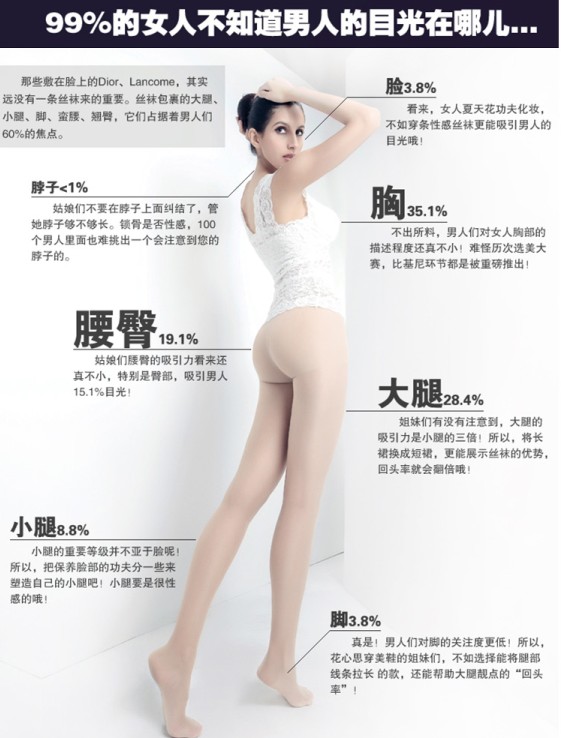 99%的女人不知道男人的目光在哪儿...
那些敷在脸上的Dior、Lancome，其实
远没有一条丝袜来的重要。丝袜包裹的大腿、
小腿、脚、蛮腰、翘臀，它们占据着男人们
60%的焦点。
脸3.8%
看来，女人夏天花功夫化妆，
不如穿条性感丝袜更能吸引男人的
目光哦！
脖子<1%
姑娘们不要在脖子上面纠结了，管
她脖子够不够长。锁骨是否性感，100
个男人里面也难挑出一个会注意到您的
脖子的。
胸35.1%
不出所料，男人们对女人胸部的
描述程度还真不小！难怪历次选美大
赛，比基尼环节都是被重磅推出！
腰臀19.1%
姑娘们腰臀的吸引力看来还
真不小，特别是臀部，吸引男人
15.1%目光！
大腿28.4%
姐妹们有没有注意到，大腿的
吸引力是小腿的三倍！所以，将长
裙换成短裙，更能展示丝袜的优势，
回头率就会翻倍哦！
小腿8.8%
小腿的重要等级并不亚于脸呢！
所以，把保养脸部的功夫分一些来
塑造自己的小腿吧！小腿要是很性
感的哦！
脚3.8%
真是！男人们对脚的关注度更低！所以，
花心思穿美鞋的姐妹们，不如选择能将腿部
线条拉长 的款，还能帮助大腿靓点的“回头
率”！